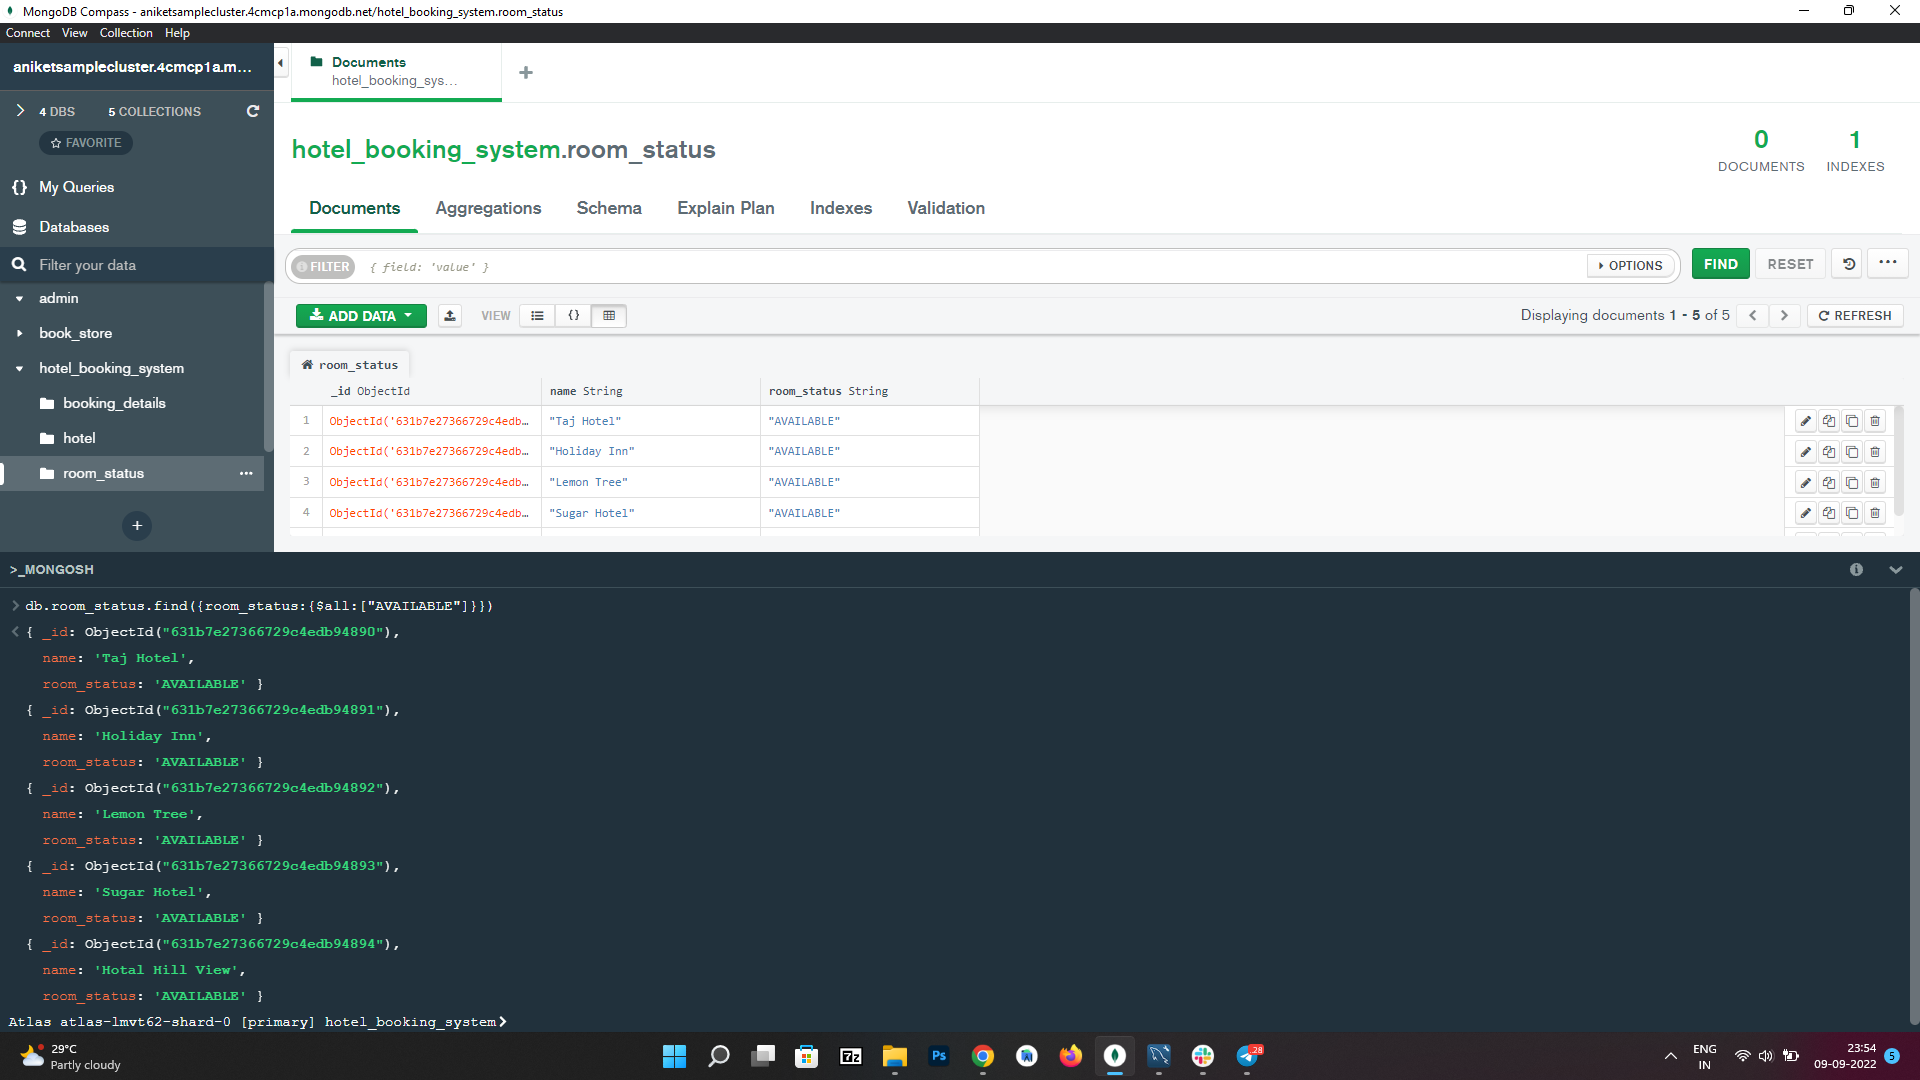 MongoDB Compass - aniketsamplecluster.4cmcp1a.mongodb.net/hotel_booking_system.room_status
Connect View Collection Help
aniketsamplecluster.4cmcp1a.m...
4 DBS 5 COLLECTIONS
FAVORITE
{} My Queries
Databases
Filter your data
admin
book_store
hotel_booking_system
booking_details
hotel
room_status ...
+
Documents
hotel_booking_sys...
+
hotel_booking_system.room_status
0
DOCUMENTS
1
INDEXES
Documents Aggregations Schema Explain Plan Indexes Validation
FILTER { field: 'value' } OPTIONS FIND RESET ...
ADD DATA VIEW {} Displaying documents 1 - 5 of 5 REFRESH
room_status
_id ObjectId name String room_status String
1 ObjectId('631b7e27366729c4edb… "Taj Hotel" "AVAILABLE"
2 ObjectId('631b7e27366729c4edb… "Holiday Inn" "AVAILABLE"
3 ObjectId('631b7e27366729c4edb… "Lemon Tree" "AVAILABLE"
4 ObjectId('631b7e27366729c4edb… "Sugar Hotel" "AVAILABLE"
>_MONGOSH
> db.room_status.find({room_status:{$all:["AVAILABLE"]}})
< { _id: ObjectId("631b7e27366729c4edb94890"),
name: 'Taj Hotel',
room_status: 'AVAILABLE' }
{ _id: ObjectId("631b7e27366729c4edb94891"),
name: 'Holiday Inn',
room_status: 'AVAILABLE' }
{ _id: ObjectId("631b7e27366729c4edb94892"),
name: 'Lemon Tree',
room_status: 'AVAILABLE' }
{ _id: ObjectId("631b7e27366729c4edb94893"),
name: 'Sugar Hotel',
room_status: 'AVAILABLE' }
{ _id: ObjectId("631b7e27366729c4edb94894"),
name: 'Hotal Hill View',
room_status: 'AVAILABLE' }
Atlas atlas-lmvt62-shard-0 [primary] hotel_booking_system>
29°C
Partly cloudy
7z
Ps
28
ENG
IN
23:54
09-09-2022
5